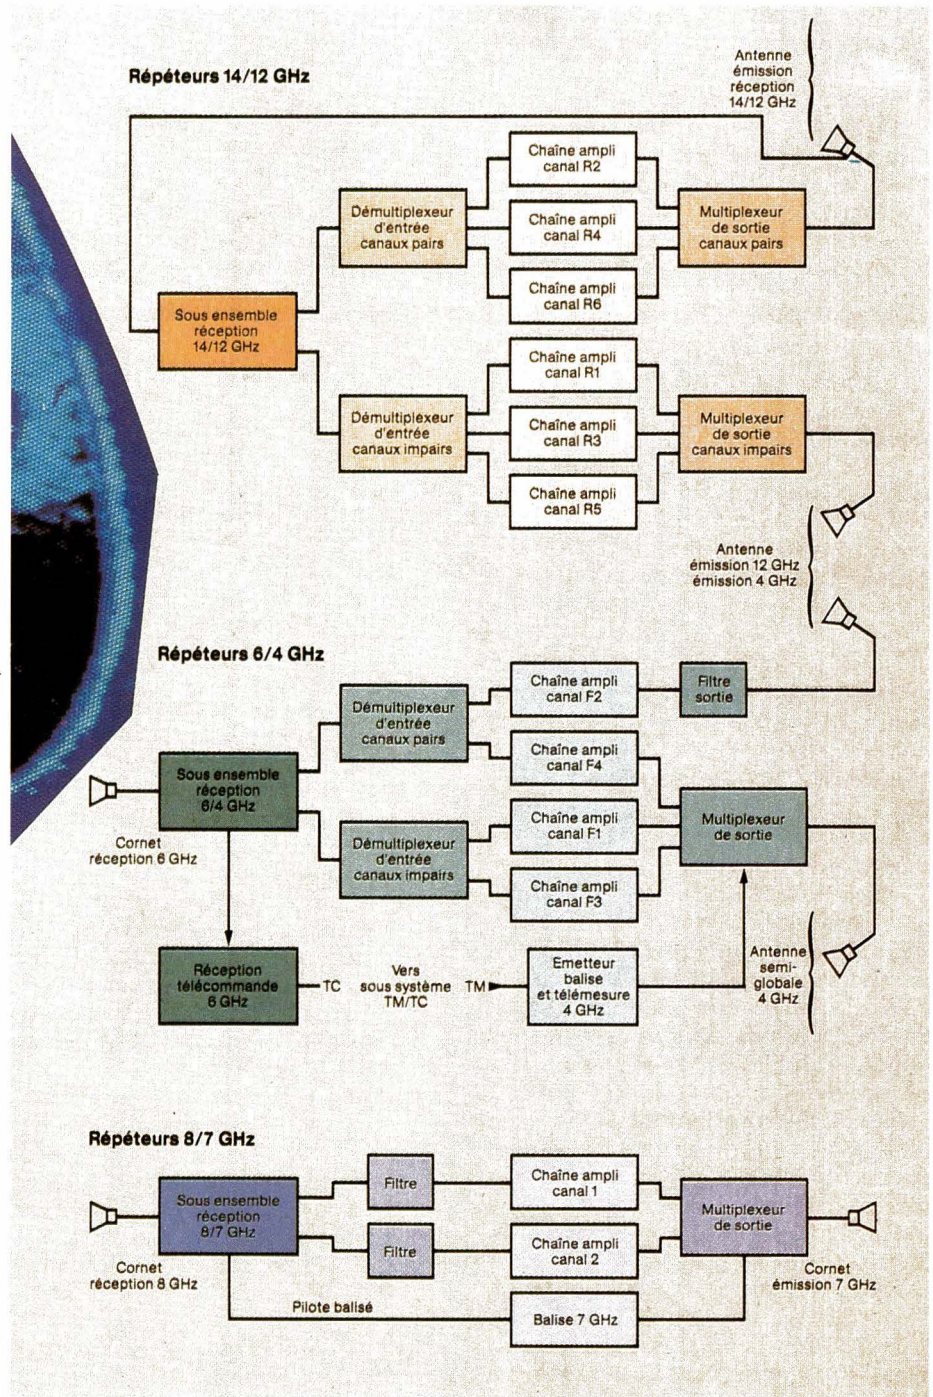 Répéteurs 14/12 GHz
Antenne
émission
réception
14/12 GHz
Chaîne ampli
canal R2
Démultiplexeur
d'entrée
canaux pairs
Chaîne ampli
canal R4
Multiplexeur
de sortie
canaux pairs
Chaîne ampli
canal R6
Sous ensemble
réception
14/12 GHz
Chaîne ampli
canal R1
Démultiplexeur
d'entrée
canaux impairs
Chaîne ampli
canal R3
Multiplexeur
de sortie
canaux impairs
Chaîne ampli
canal R5
Antenne
émission 12 GHz
émission 4 GHz
Répéteurs 6/4 GHz
Chaîne ampli
canal F2
Filtre
sortie
Démultiplexeur
d'entrée
canaux pairs
Chaîne ampli
canal F4
Sous ensemble
réception
6/4 GHz
Cornet
réception 6 GHz
Chaîne ampli
canal F1
Multiplexeur
de sortie
Démultiplexeur
d'entrée
canaux impairs
Chaîne ampli
canal F3
Réception
télécommande
6 GHz
TC
Vers
sous système
TM/TC
TM
Emetteur
balise
et télémesure
4 GHz
Antenne
semi-
globale
4 GHz
Répéteurs 8/7 GHz
Sous ensemble
réception
8/7 GHz
Filtre
Chaîne ampli
canal 1
Multiplexeur
de sortie
Filtre
Chaîne ampli
canal 2
Cornet
réception 8 GHz
Cornet
émission 7 GHz
Pilote balisé
Balise 7 GHz